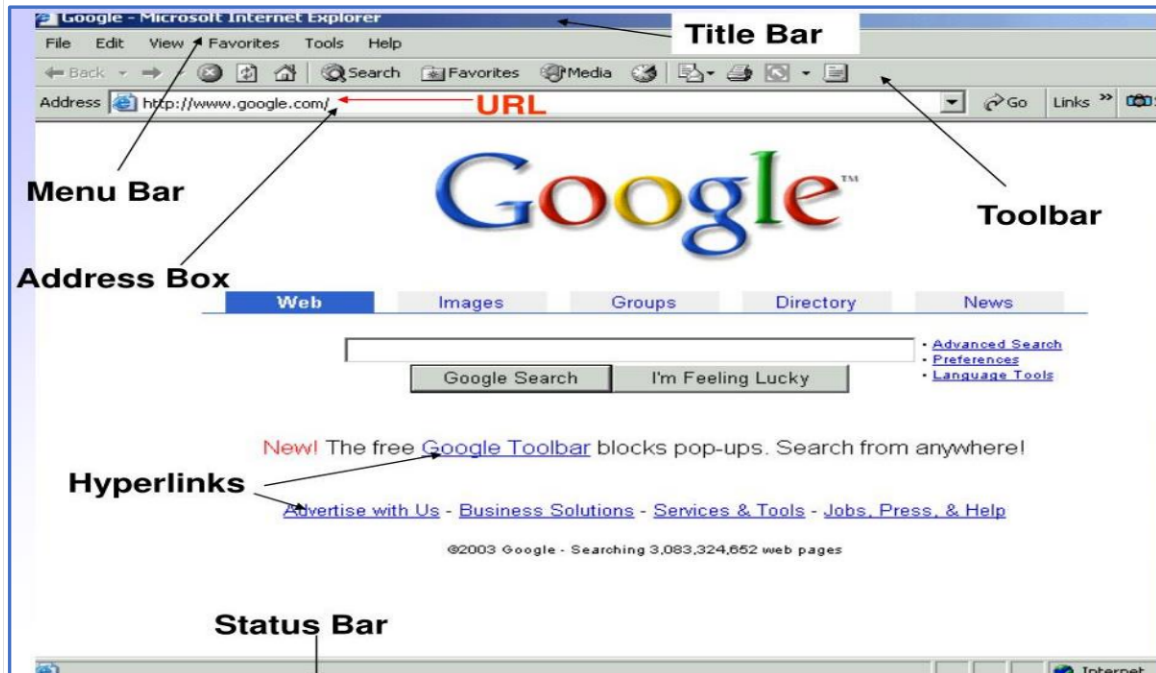 Google - Microsoft Internet Explorer
Title Bar
File Edit View Favorites Tools Help
Back Search Favorites Media
Address http://www.google.com/ URL Go Links »
Menu Bar
Google™
Toolbar
Address Box
Web Images Groups Directory News
• Advanced Search
• Preferences
• Language Tools
Google Search I'm Feeling Lucky
New! The free Google Toolbar blocks pop-ups. Search from anywhere!
Hyperlinks
Advertise with Us - Business Solutions - Services & Tools - Jobs, Press, & Help
©2003 Google - Searching 3,083,324,652 web pages
Status Bar
Internet